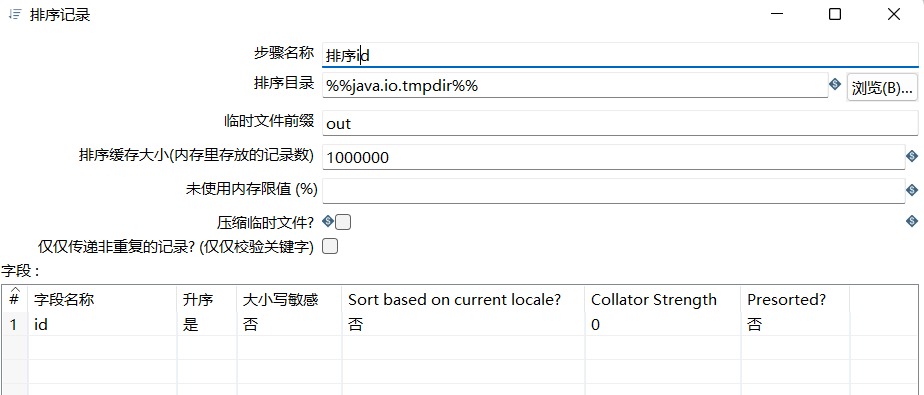 排序记录
步骤名称 排序id
排序目录 %%java.io.tmpdir%% 浏览(B)...
临时文件前缀 out
排序缓存大小(内存里存放的记录数) 1000000
未使用内存限值 (%)
压缩临时文件?
仅仅传递非重复的记录? (仅仅校验关键字)
字段 :
# 字段名称 升序 大小写敏感 Sort based on current locale? Collator Strength Presorted?
1 id 是 否 否 0 否